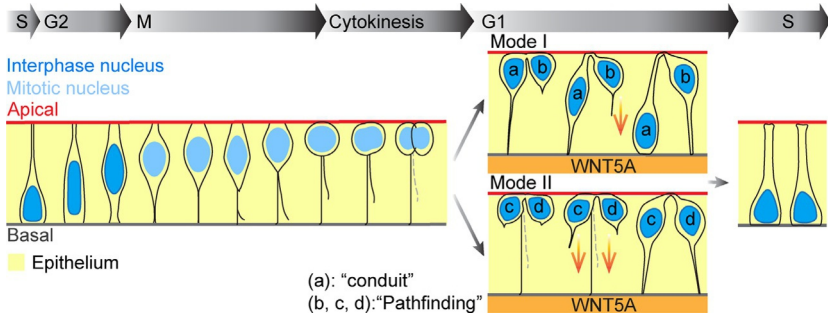 S G2 M Cytokinesis G1 S
Mode I
Interphase nucleus
Mitotic nucleus
Apical
a b a b a b
WNT5A
Mode II
c d c d c d
Basal
Epithelium
(a): “conduit”
(b, c, d):“Pathfinding”
WNT5A